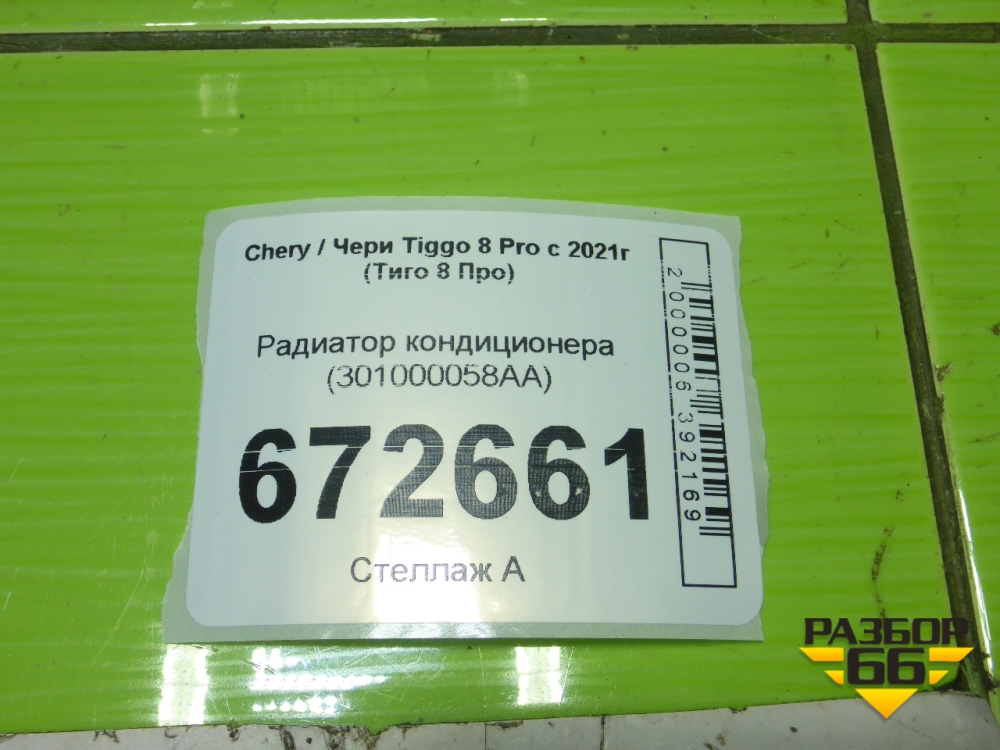 Chery / Чери Tiggo 8 Pro с 2021г
(Тиго 8 Про)
Радиатор кондиционера
(301000058AA)
672661
Стеллаж А
2000006392169
РАЗБОР
66